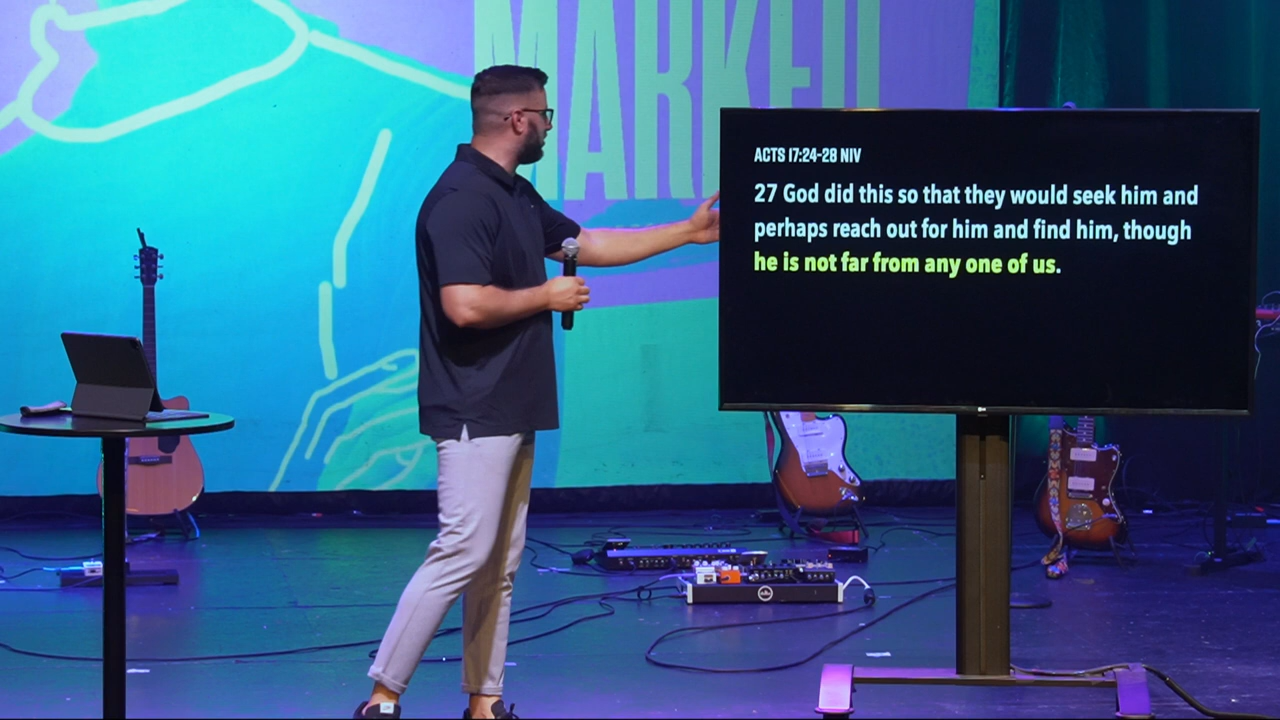 MARKED
ACTS 17:24-28 NIV
27 God did this so that they would seek him and
perhaps reach out for him and find him, though
he is not far from any one of us.